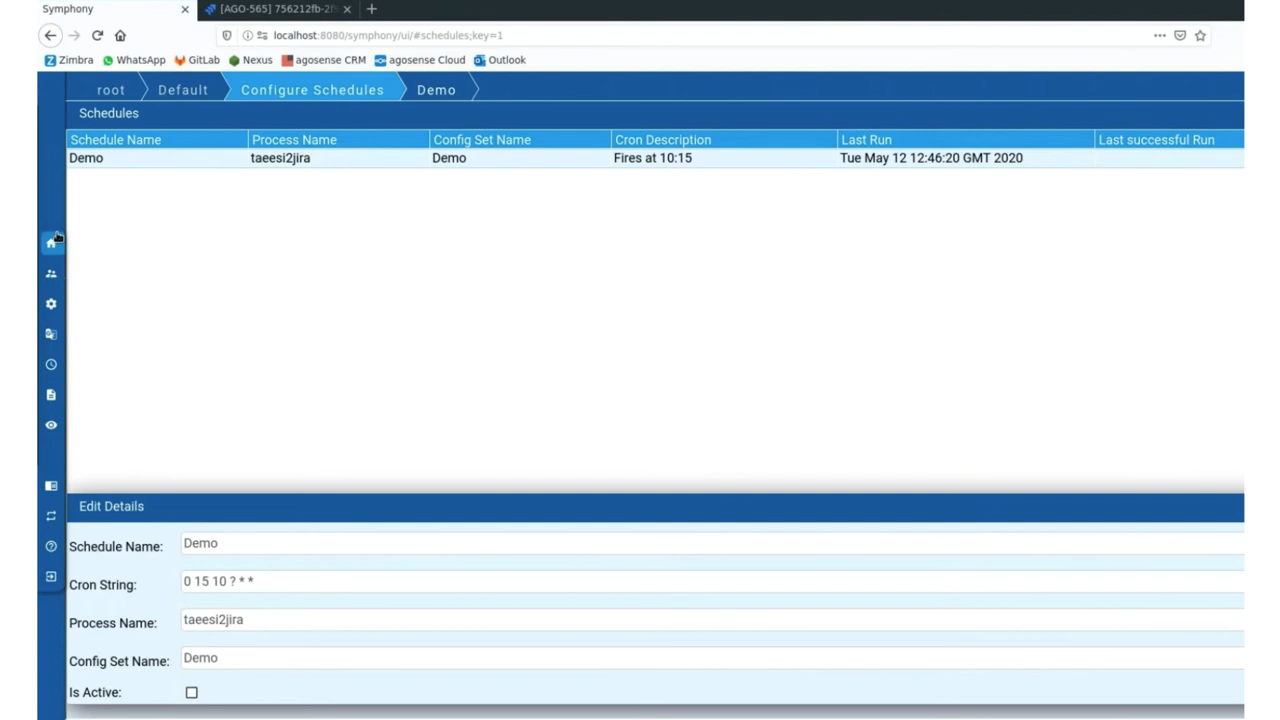 Symphony
[AGO-565] 756212fb-2f
localhost:8080/symphony/ui/#schedules;key=1
Zimbra WhatsApp GitLab Nexus agosense CRM agosense Cloud Outlook
root Default Configure Schedules Demo
Schedules
Schedule Name Process Name Config Set Name Cron Description Last Run Last successful Run
Demo taeesi2jira Demo Fires at 10:15 Tue May 12 12:46:20 GMT 2020
Edit Details
Schedule Name: Demo
Cron String: 0 15 10 ? * *
Process Name: taeesi2jira
Config Set Name: Demo
Is Active: